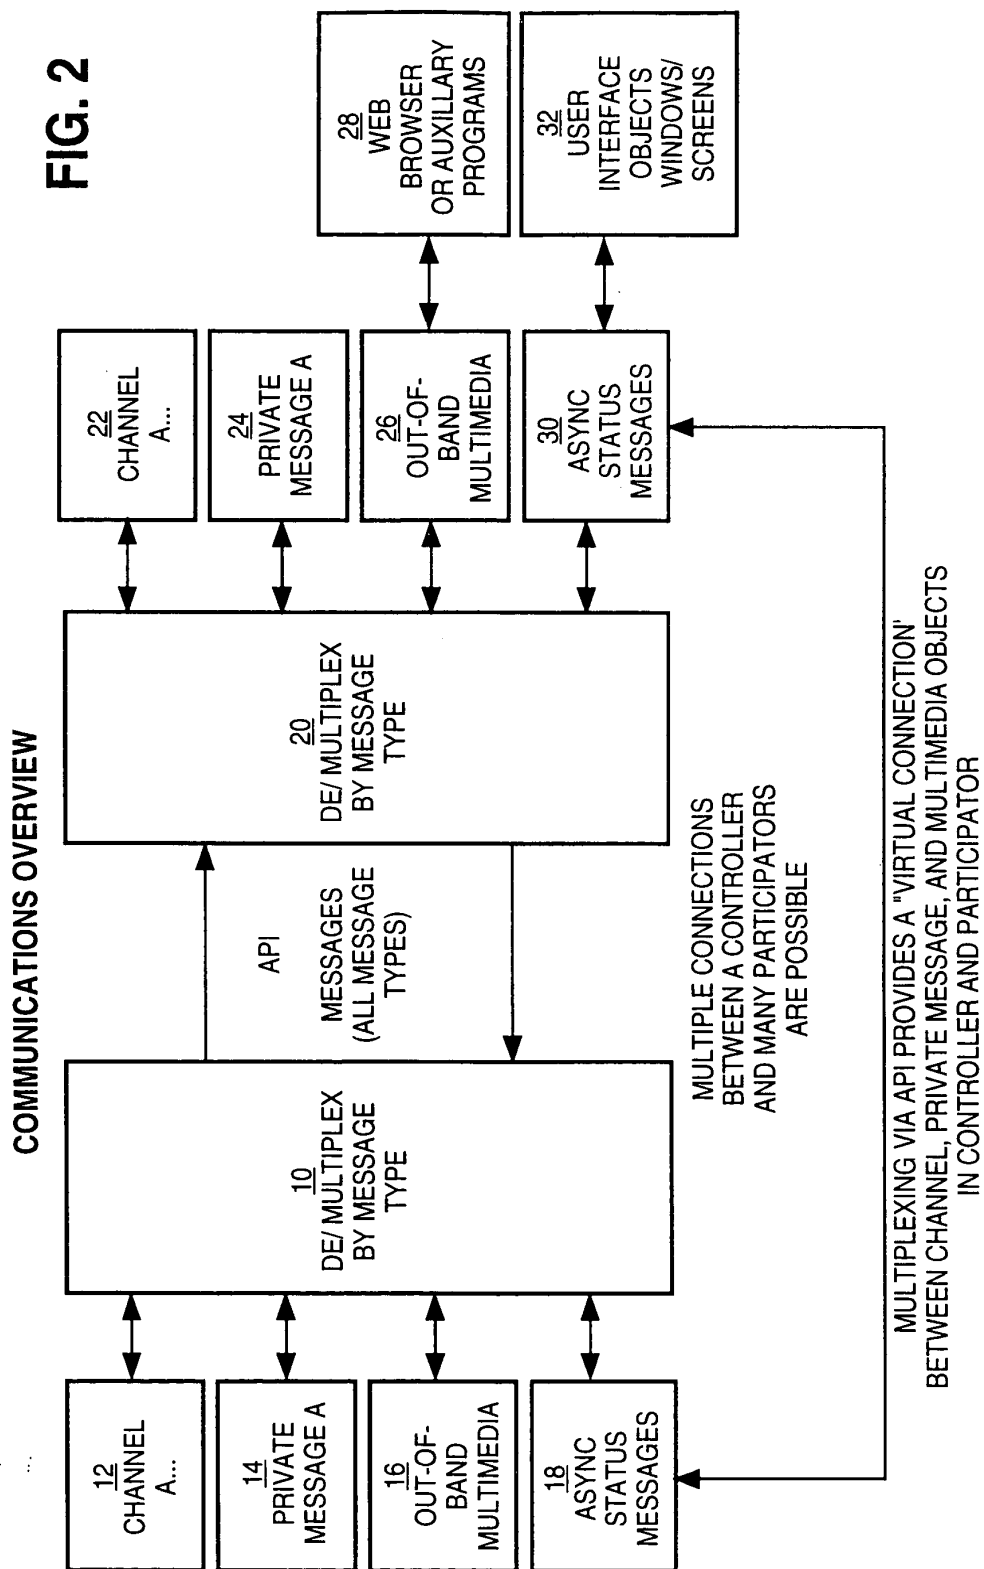 FIG. 2
COMMUNICATIONS OVERVIEW
12
CHANNEL
A...
14
PRIVATE
MESSAGE A
16
OUT-OF-
BAND
MULTIMEDIA
18
ASYNC
STATUS
MESSAGES
10
DE/ MULTIPLEX
BY MESSAGE
TYPE
API
MESSAGES
(ALL MESSAGE
TYPES)
20
DE/ MULTIPLEX
BY MESSAGE
TYPE
22
CHANNEL
A...
24
PRIVATE
MESSAGE A
26
OUT-OF-
BAND
MULTIMEDIA
30
ASYNC
STATUS
MESSAGES
28
WEB
BROWSER
OR AUXILLARY
PROGRAMS
32
USER
INTERFACE
OBJECTS
WINDOWS/
SCREENS
MULTIPLE CONNECTIONS
BETWEEN A CONTROLLER
AND MANY PARTICIPATORS
ARE POSSIBLE
MULTIPLEXING VIA API PROVIDES A "VIRTUAL CONNECTION'
BETWEEN CHANNEL, PRIVATE MESSAGE, AND MULTIMEDIA OBJECTS
IN CONTROLLER AND PARTICIPATOR